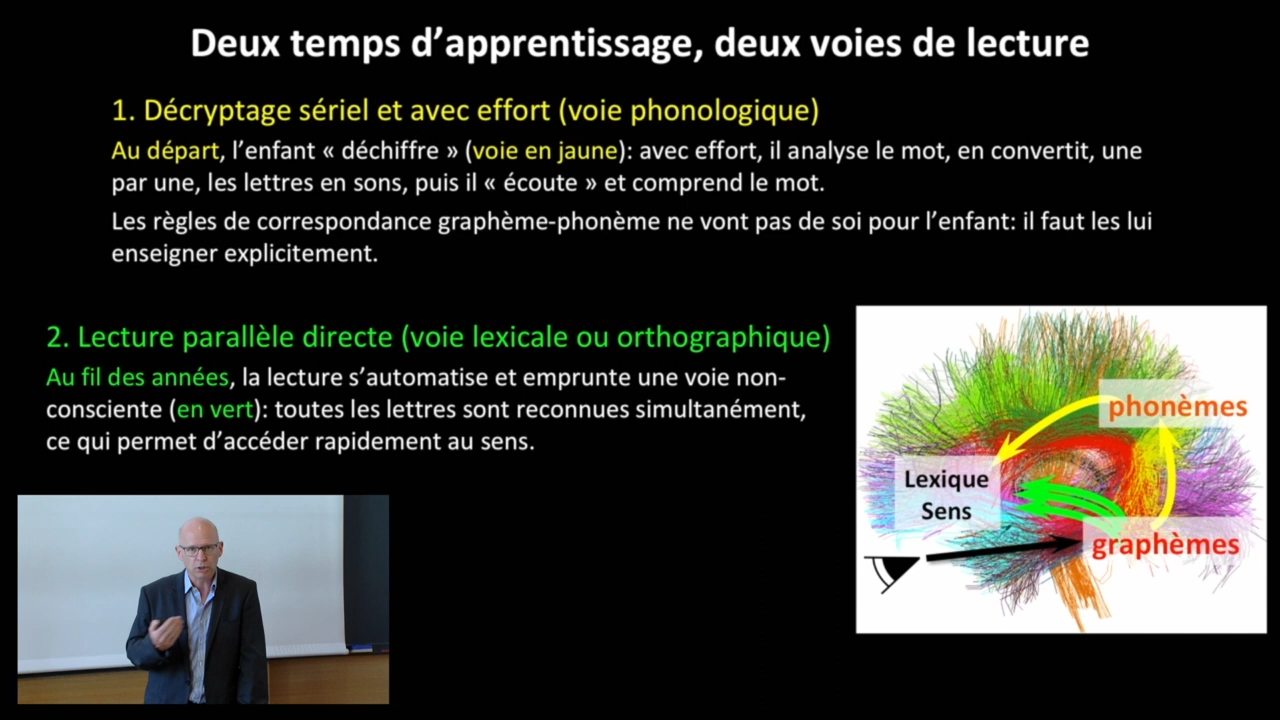 Deux temps d’apprentissage, deux voies de lecture
1. Décryptage sériel et avec effort (voie phonologique)
Au départ, l’enfant « déchiffre » (voie en jaune): avec effort, il analyse le mot, en convertit, une
par une, les lettres en sons, puis il « écoute » et comprend le mot.
Les règles de correspondance graphème-phonème ne vont pas de soi pour l’enfant: il faut les lui
enseigner explicitement.
2. Lecture parallèle directe (voie lexicale ou orthographique)
Au fil des années, la lecture s’automatise et emprunte une voie non-
consciente (en vert): toutes les lettres sont reconnues simultanément,
ce qui permet d’accéder rapidement au sens.
phonèmes
Lexique
Sens
graphèmes